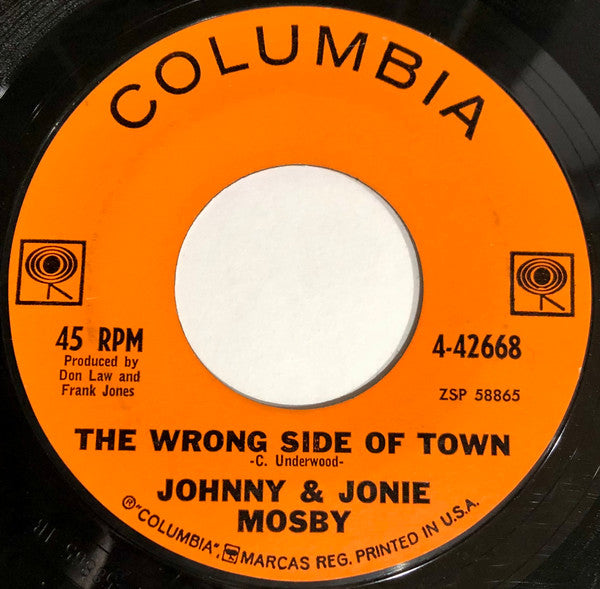 COLUMBIA
45 RPM
Produced by
Don Law and
Frank Jones
4-42668
ZSP 58865
THE WRONG SIDE OF TOWN
-C. Underwood-
JOHNNY & JONIE
MOSBY
®"COLUMBIA", MARCAS REG. PRINTED IN U.S.A.